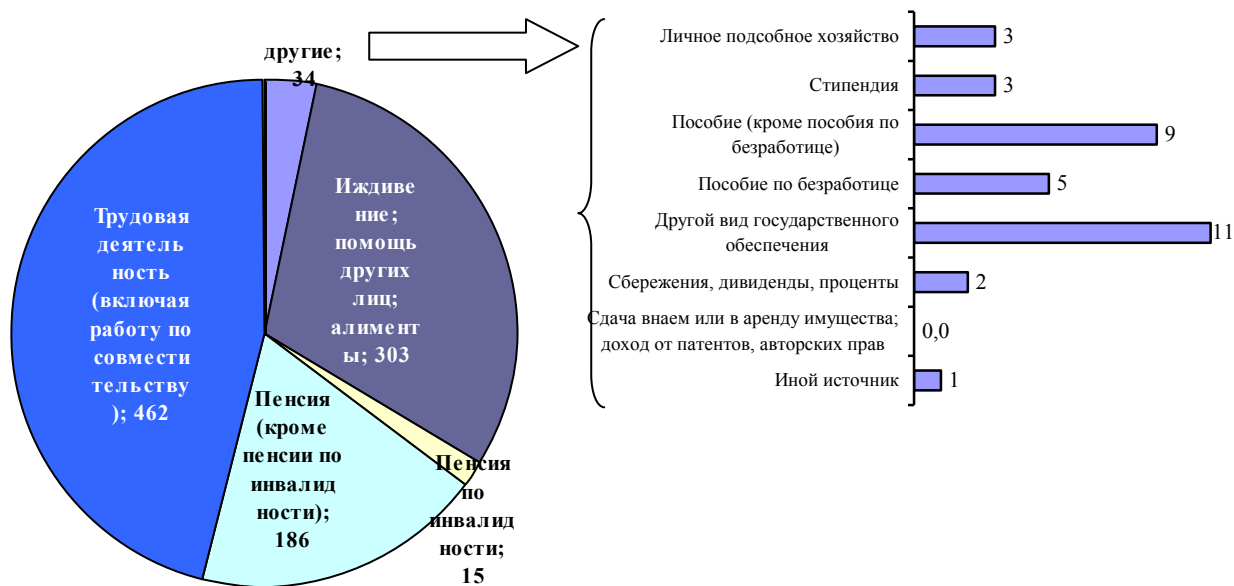 другие;
34
Иждиве
ние;
помощь
других
лиц;
алимент
ы; 303
Трудовая
деятель
ность
(включая
работу по
совмести
тельству
); 462
Пенсия
(кроме
пенсии по
инвалид
ности);
186
Пенсия
по
инвалид
ности;
15
Личное подсобное хозяйство
3
Стипендия
3
Пособие (кроме пособия по
безработице)
9
Пособие по безработице
5
Другой вид государственного
обеспечения
11
Сбережения, дивиденды, проценты
2
Сдача внаем или в аренду имущества;
доход от патентов, авторских прав
0,0
Иной источник
1